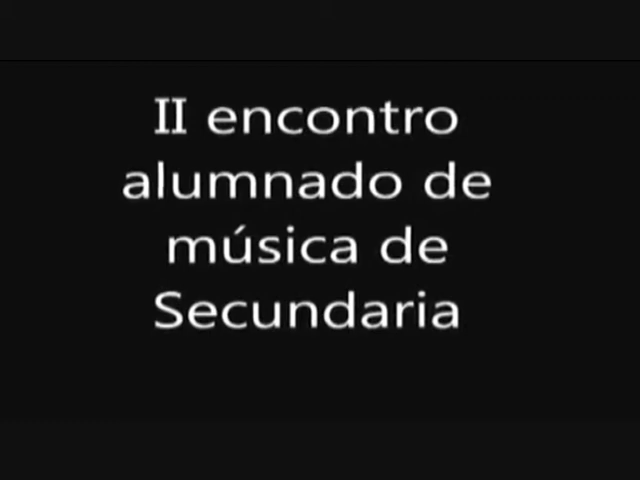 II encontro
alumnado de
música de
Secundaria